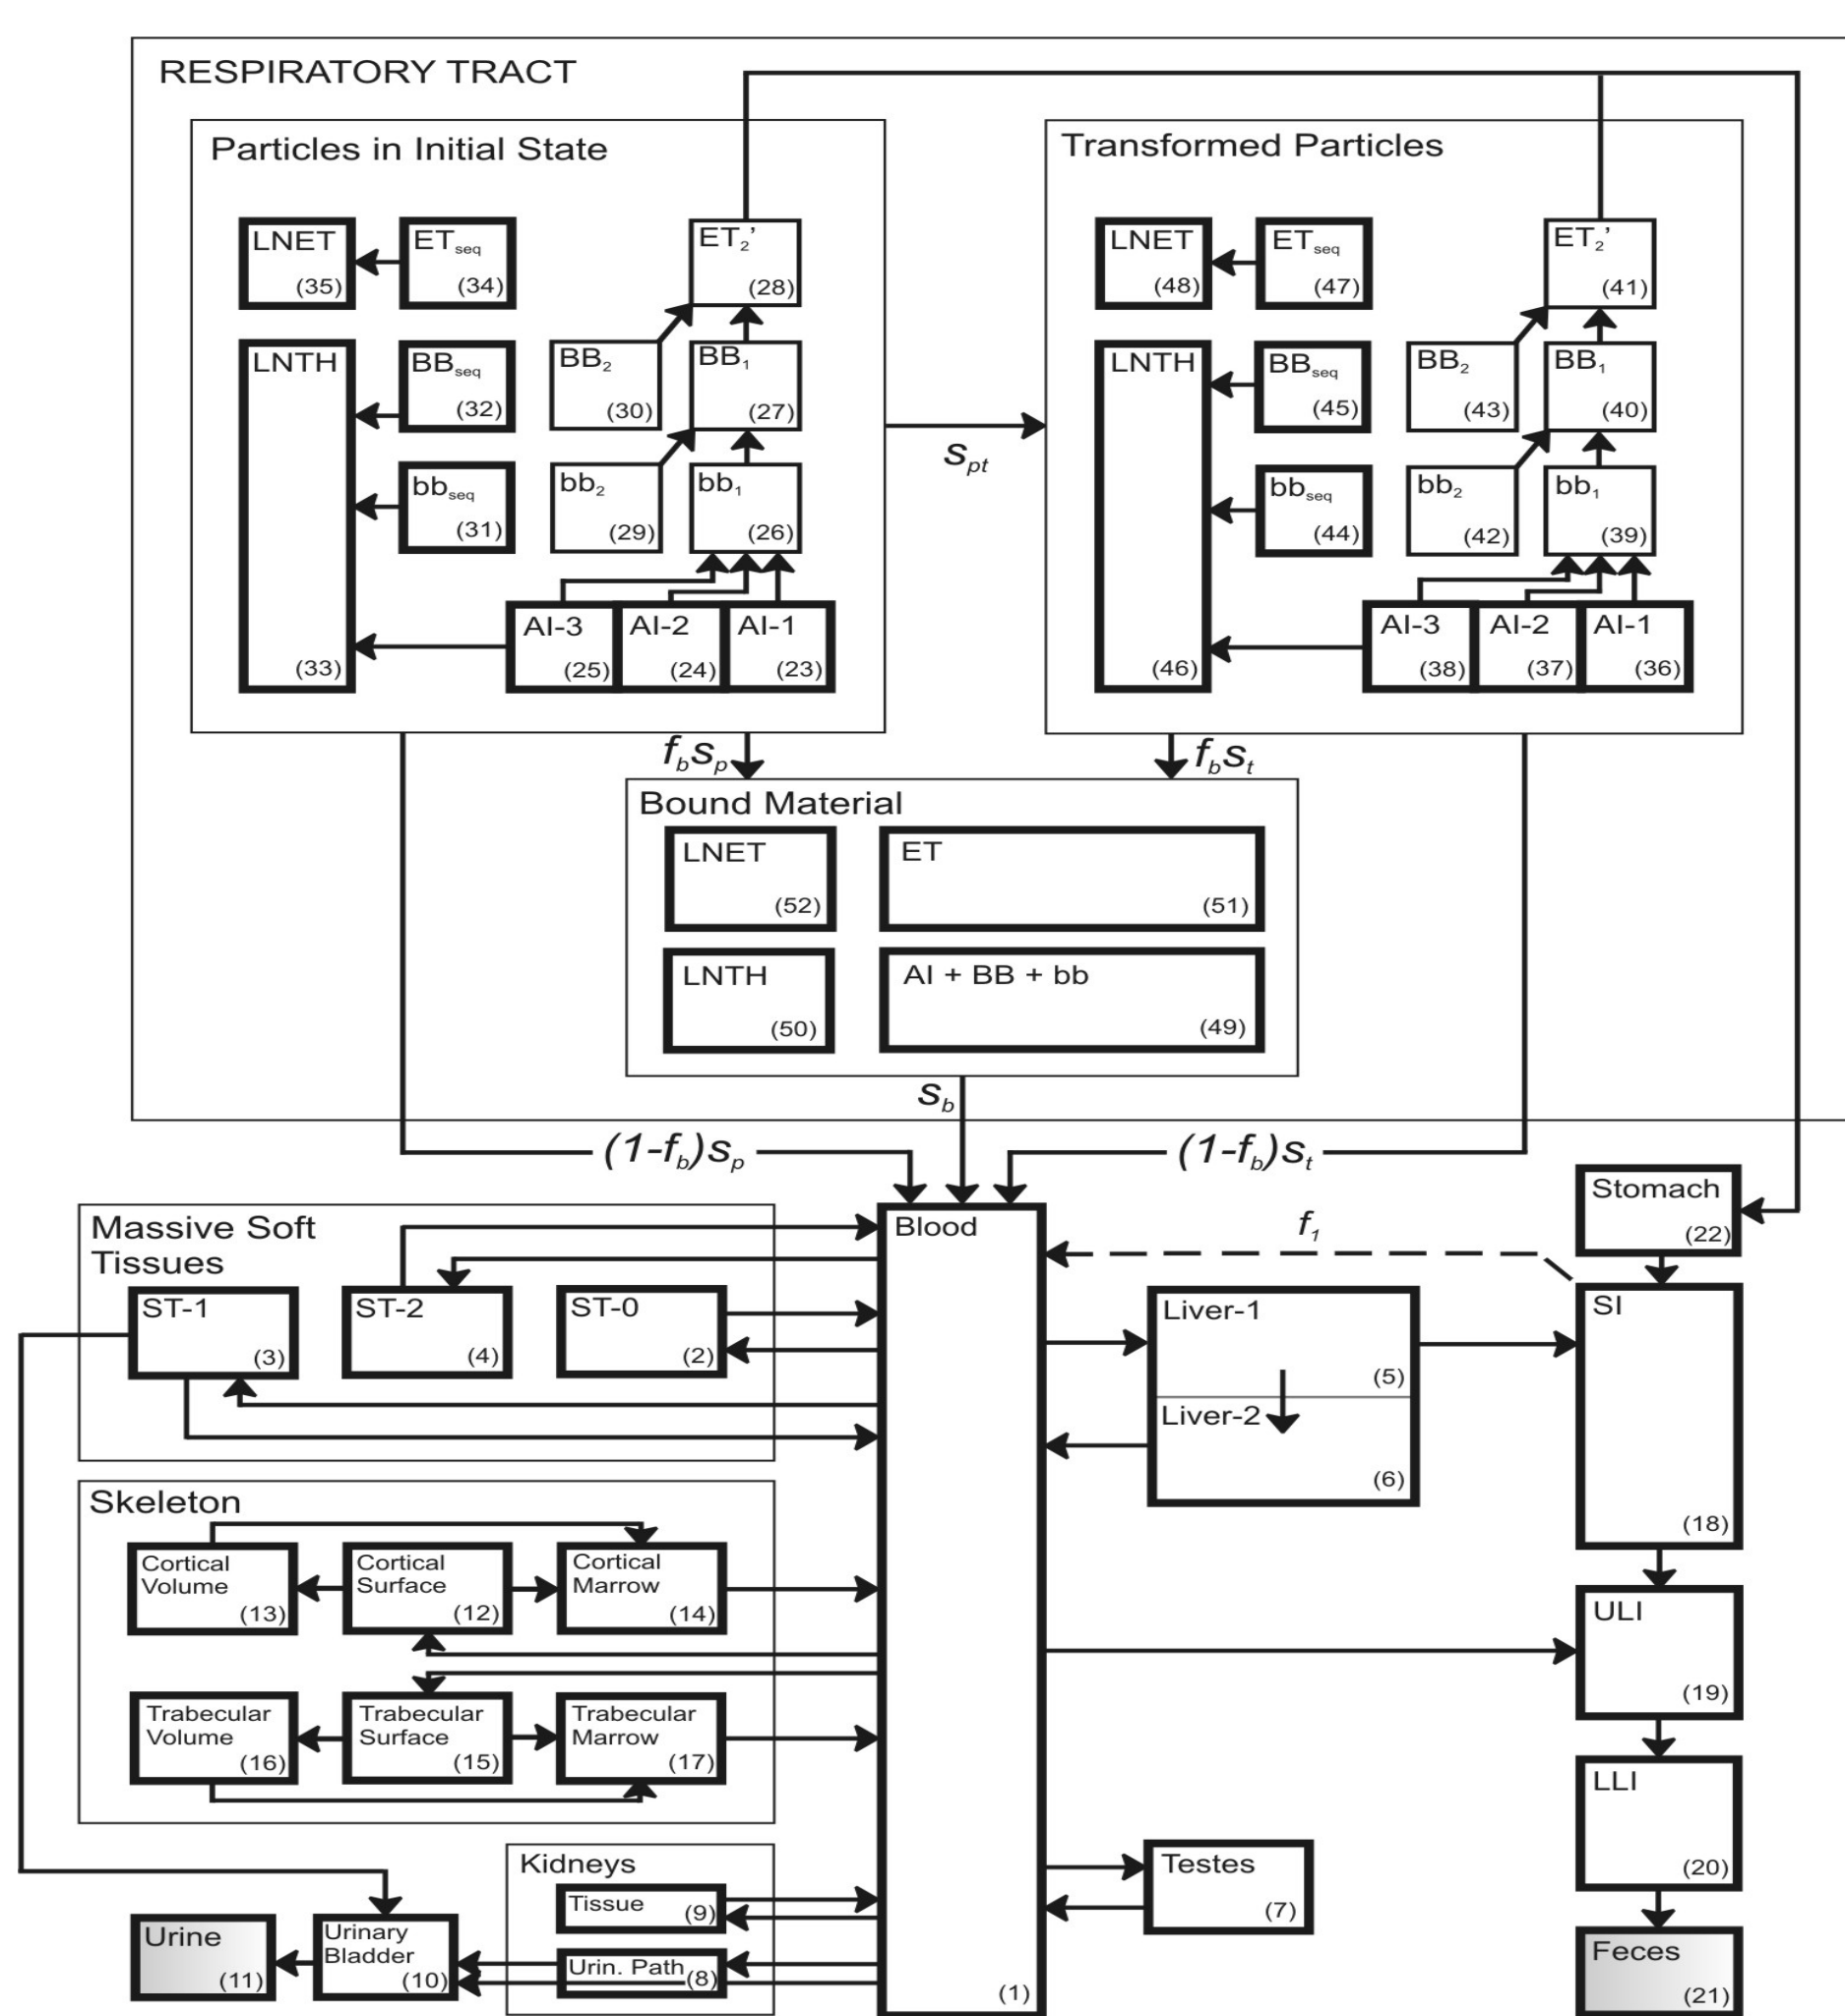 RESPIRATORY TRACT
Particles in Initial State
LNET
(35)
ETseq
(34)
ET2’
(28)
LNTH
(33)
BBseq
(32)
BB2
(30)
BB1
(27)
bbseq
(31)
bb2
(29)
bb1
(26)
AI-3
(25)
AI-2
(24)
AI-1
(23)
spt
Transformed Particles
LNET
(48)
ETseq
(47)
ET2’
(41)
LNTH
(46)
BBseq
(45)
BB2
(43)
BB1
(40)
bbseq
(44)
bb2
(42)
bb1
(39)
AI-3
(38)
AI-2
(37)
AI-1
(36)
fbsp
fbst
Bound Material
LNET
(52)
ET
(51)
LNTH
(50)
AI + BB + bb
(49)
sb
(1-fb)sp
(1-fb)st
Massive Soft
Tissues
ST-1
(3)
ST-2
(4)
ST-0
(2)
Skeleton
Cortical
Volume
(13)
Cortical
Surface
(12)
Cortical
Marrow
(14)
Trabecular
Volume
(16)
Trabecular
Surface
(15)
Trabecular
Marrow
(17)
Kidneys
Tissue
(9)
Urin. Path
(8)
Urine
(11)
Urinary
Bladder
(10)
Blood
(1)
f1
Liver-1
(5)
Liver-2
(6)
Testes
(7)
Stomach
(22)
SI
(18)
ULI
(19)
LLI
(20)
Feces
(21)